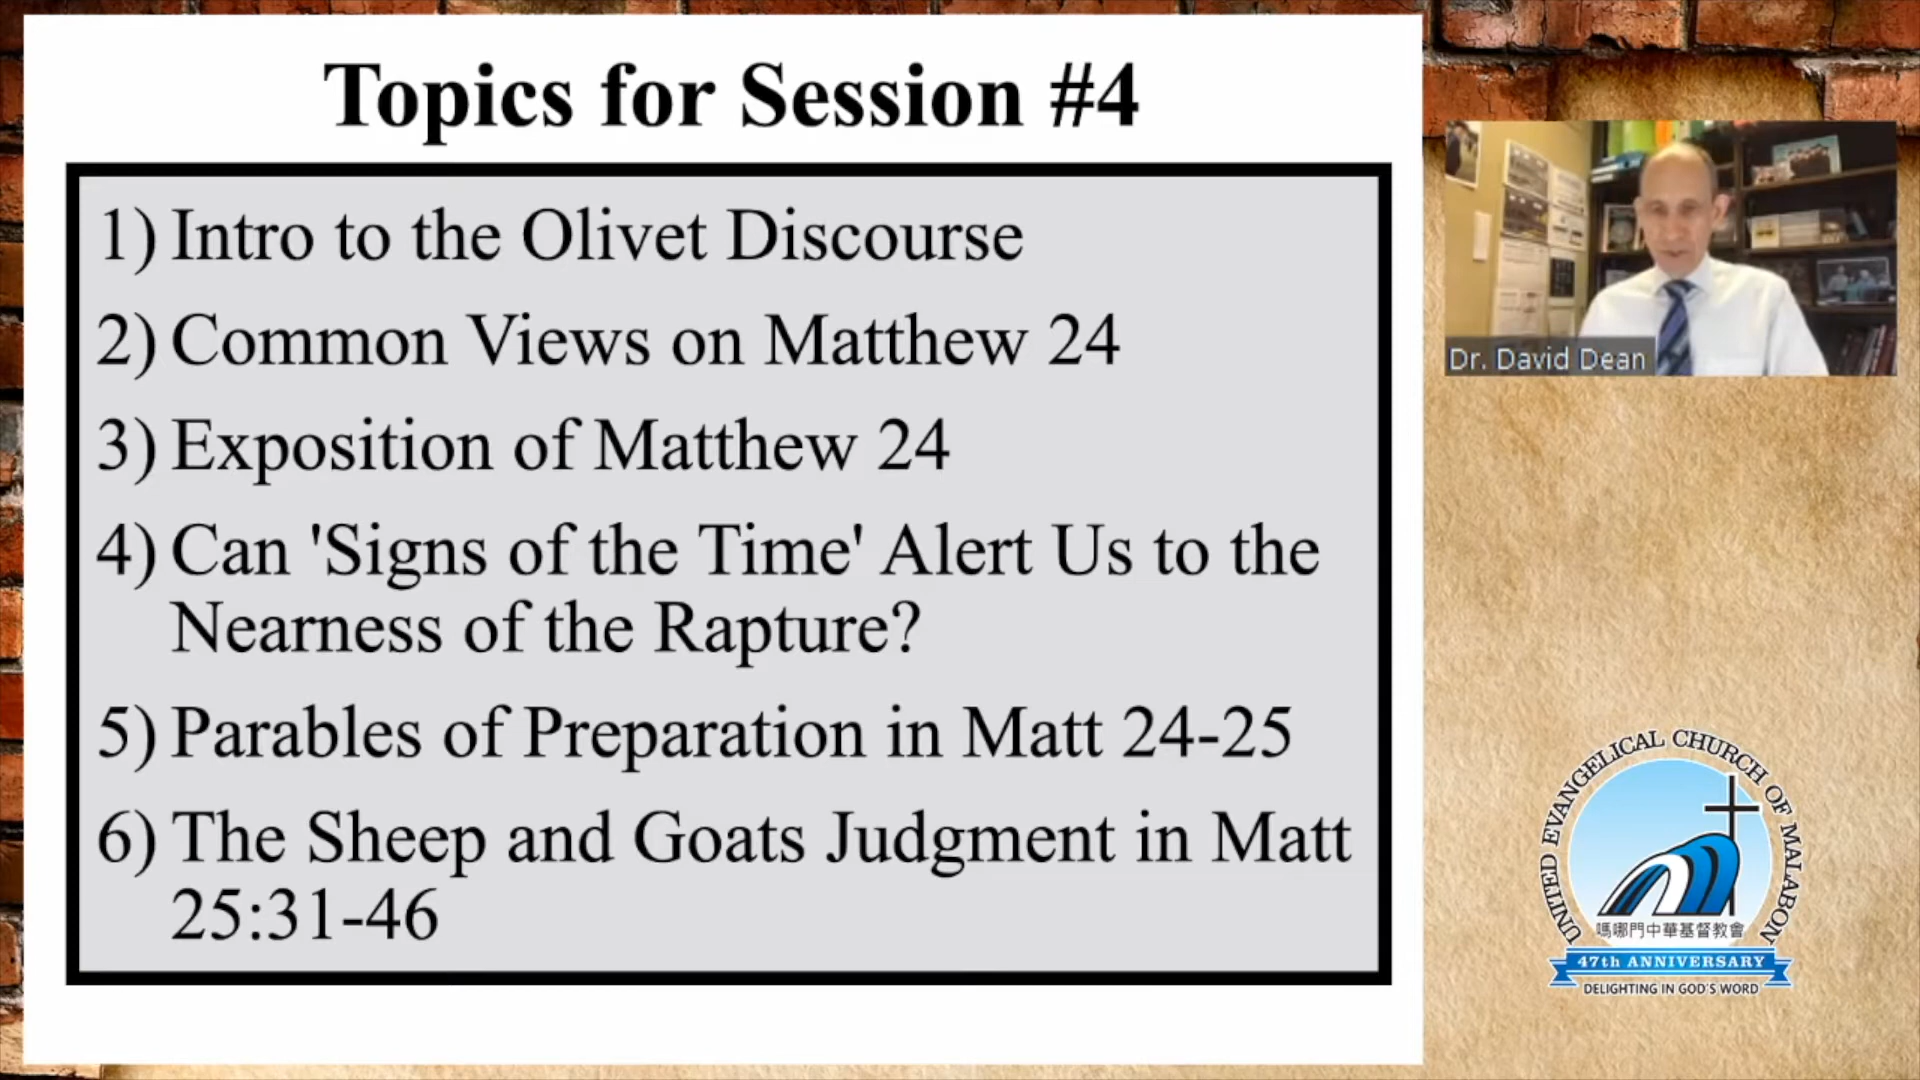 Topics for Session #4
1) Intro to the Olivet Discourse
2) Common Views on Matthew 24
3) Exposition of Matthew 24
4) Can 'Signs of the Time' Alert Us to the
Nearness of the Rapture?
5) Parables of Preparation in Matt 24-25
6) The Sheep and Goats Judgment in Matt
25:31-46
Dr. David Dean
UNITED EVANGELICAL CHURCH OF MALABON
嗎哪門中華基督教會
47th ANNIVERSARY
DELIGHTING IN GOD'S WORD